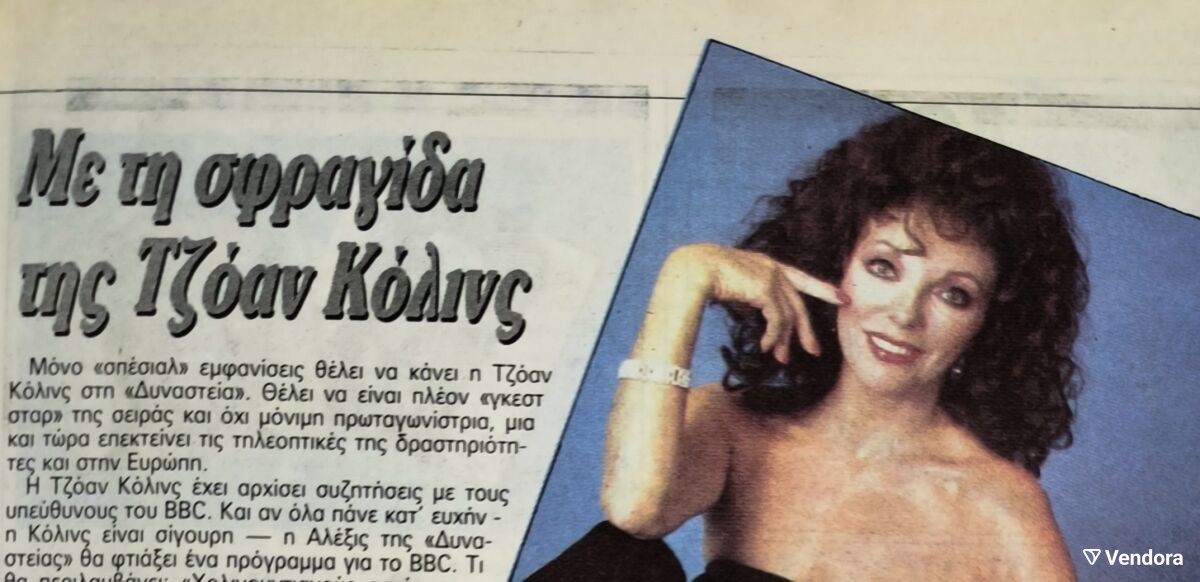 Με τη σφραγίδα
της Τζόαν Κόλινς
Μόνο «σπέσιαλ» εμφανίσεις θέλει να κάνει η Τζόαν
Κόλινς στη «Δυναστεία». Θέλει να είναι πλέον «γκεστ
σταρ» της σειράς και όχι μόνιμη πρωταγωνίστρια, μια
και τώρα επεκτείνει τις τηλεοπτικές της δραστηριότη-
τες και στην Ευρώπη.
Η Τζόαν Κόλινς έχει αρχίσει συζητήσεις με τους
υπεύθυνους του BBC. Και αν όλα πάνε κατ' ευχήν -
η Κόλινς είναι σίγουρη — η Αλέξις της «Δυνα-
στείας» θα φτιάξει ένα πρόγραμμα για το BBC. Τι
θα περιλαμβάνει;
Vendora